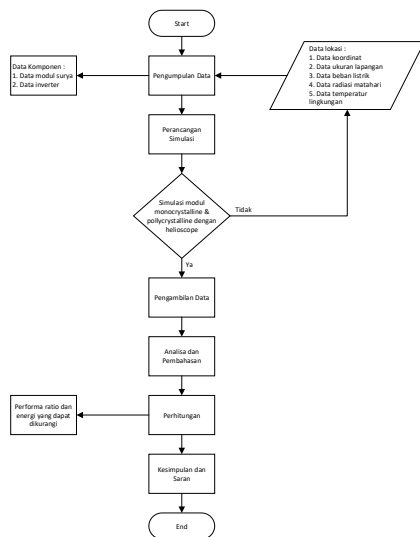 Start
Data Komponen :
1. Data modul surya
2. Data inverter
Pengumpulan Data
Data lokasi :
1. Data koordinat
2. Data ukuran lapangan
3. Data beban listrik
4. Data radiasi matahari
5. Data temperatur
lingkungan
Perancangan
Simulasi
Simulasi modul
monocrystalline &
pollycrystalline dengan
helioscope
Tidak
Ya
Pengambilan Data
Analisa dan
Pembahasan
Performa ratio dan
energi yang dapat
dikurangi
Perhitungan
Kesimpulan dan
Saran
End